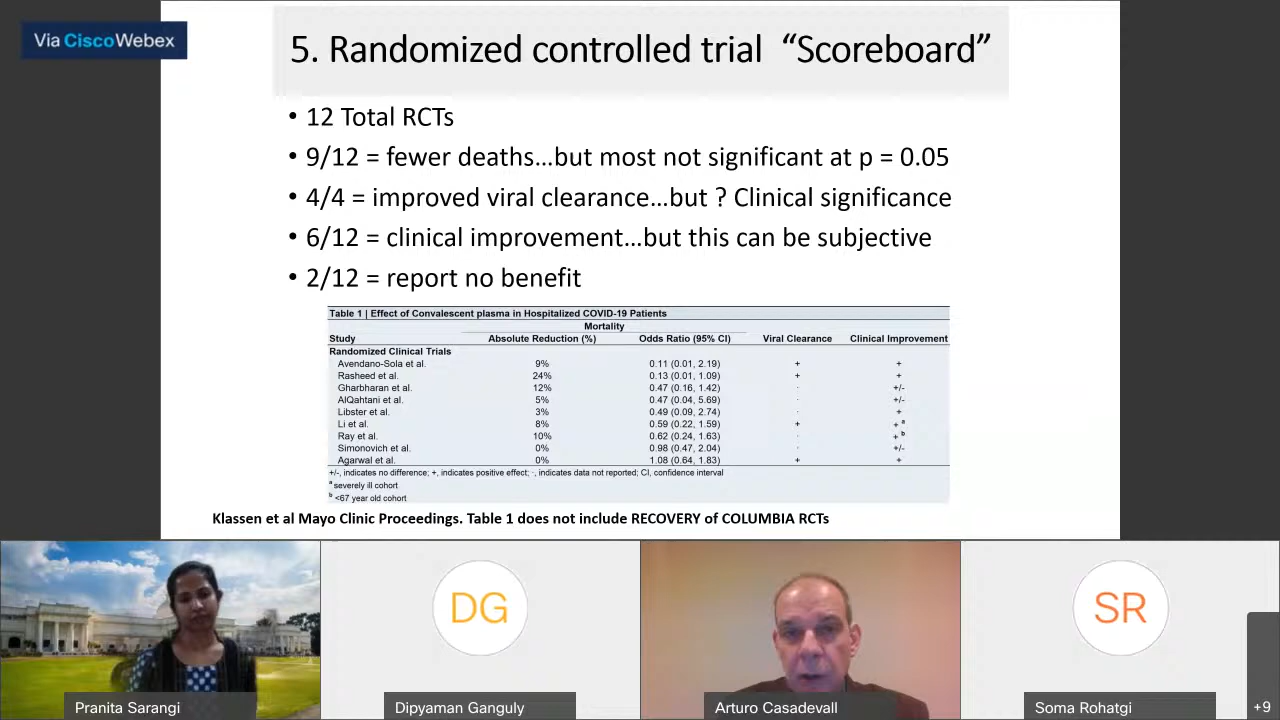 Via CiscoWebex
5. Randomized controlled trial “Scoreboard”
• 12 Total RCTs
• 9/12 = fewer deaths…but most not significant at p = 0.05
• 4/4 = improved viral clearance…but ? Clinical significance
• 6/12 = clinical improvement…but this can be subjective
• 2/12 = report no benefit
Table 1 | Effect of Convalescent plasma in Hospitalized COVID-19 Patients
Mortality
Study Absolute Reduction (%) Odds Ratio (95% CI) Viral Clearance Clinical Improvement
Randomized Clinical Trials
Avendano-Sola et al. 9% 0.11 (0.01, 2.19) + +
Rasheed et al. 24% 0.13 (0.01, 1.09) + +
Gharbharan et al. 12% 0.47 (0.16, 1.42) · +/-
AlQahtani et al. 5% 0.47 (0.04, 5.69) · +/-
Libster et al. 3% 0.49 (0.09, 2.74) · +
Li et al. 8% 0.59 (0.22, 1.59) + + a
Ray et al. 10% 0.62 (0.24, 1.63) · + b
Simonovich et al. 0% 0.98 (0.47, 2.04) · +/-
Agarwal et al. 0% 1.08 (0.64, 1.83) + +
+/-, indicates no difference; +, indicates positive effect; ·, indicates data not reported; CI, confidence interval
a severely ill cohort
b <67 year old cohort
Klassen et al Mayo Clinic Proceedings. Table 1 does not include RECOVERY of COLUMBIA RCTs
DG SR
Pranita Sarangi Dipyaman Ganguly Arturo Casadevall Soma Rohatgi +9